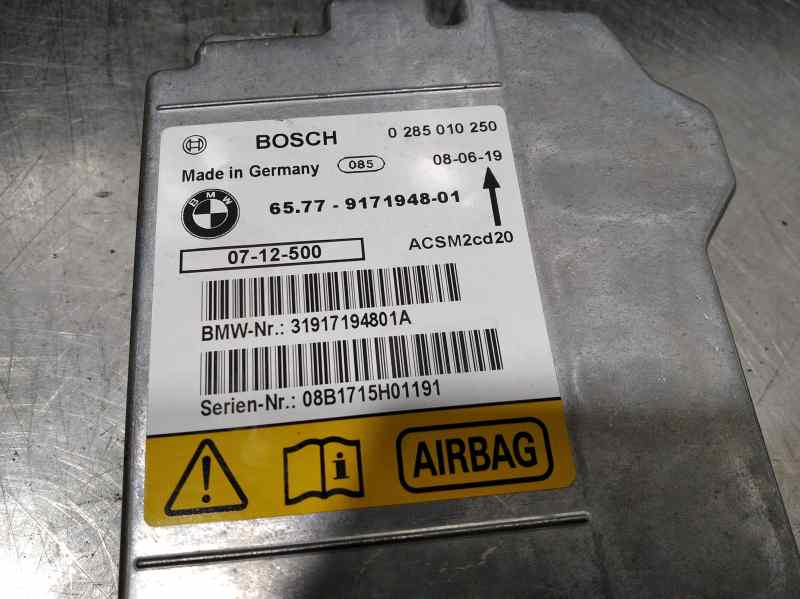 BOSCH 0 285 010 250
Made in Germany 085 08-06-19
BMW 65.77 - 9171948-01
07-12-500 ACSM2cd20
BMW-Nr.: 31917194801A
Serien-Nr.: 08B1715H01191
! i AIRBAG